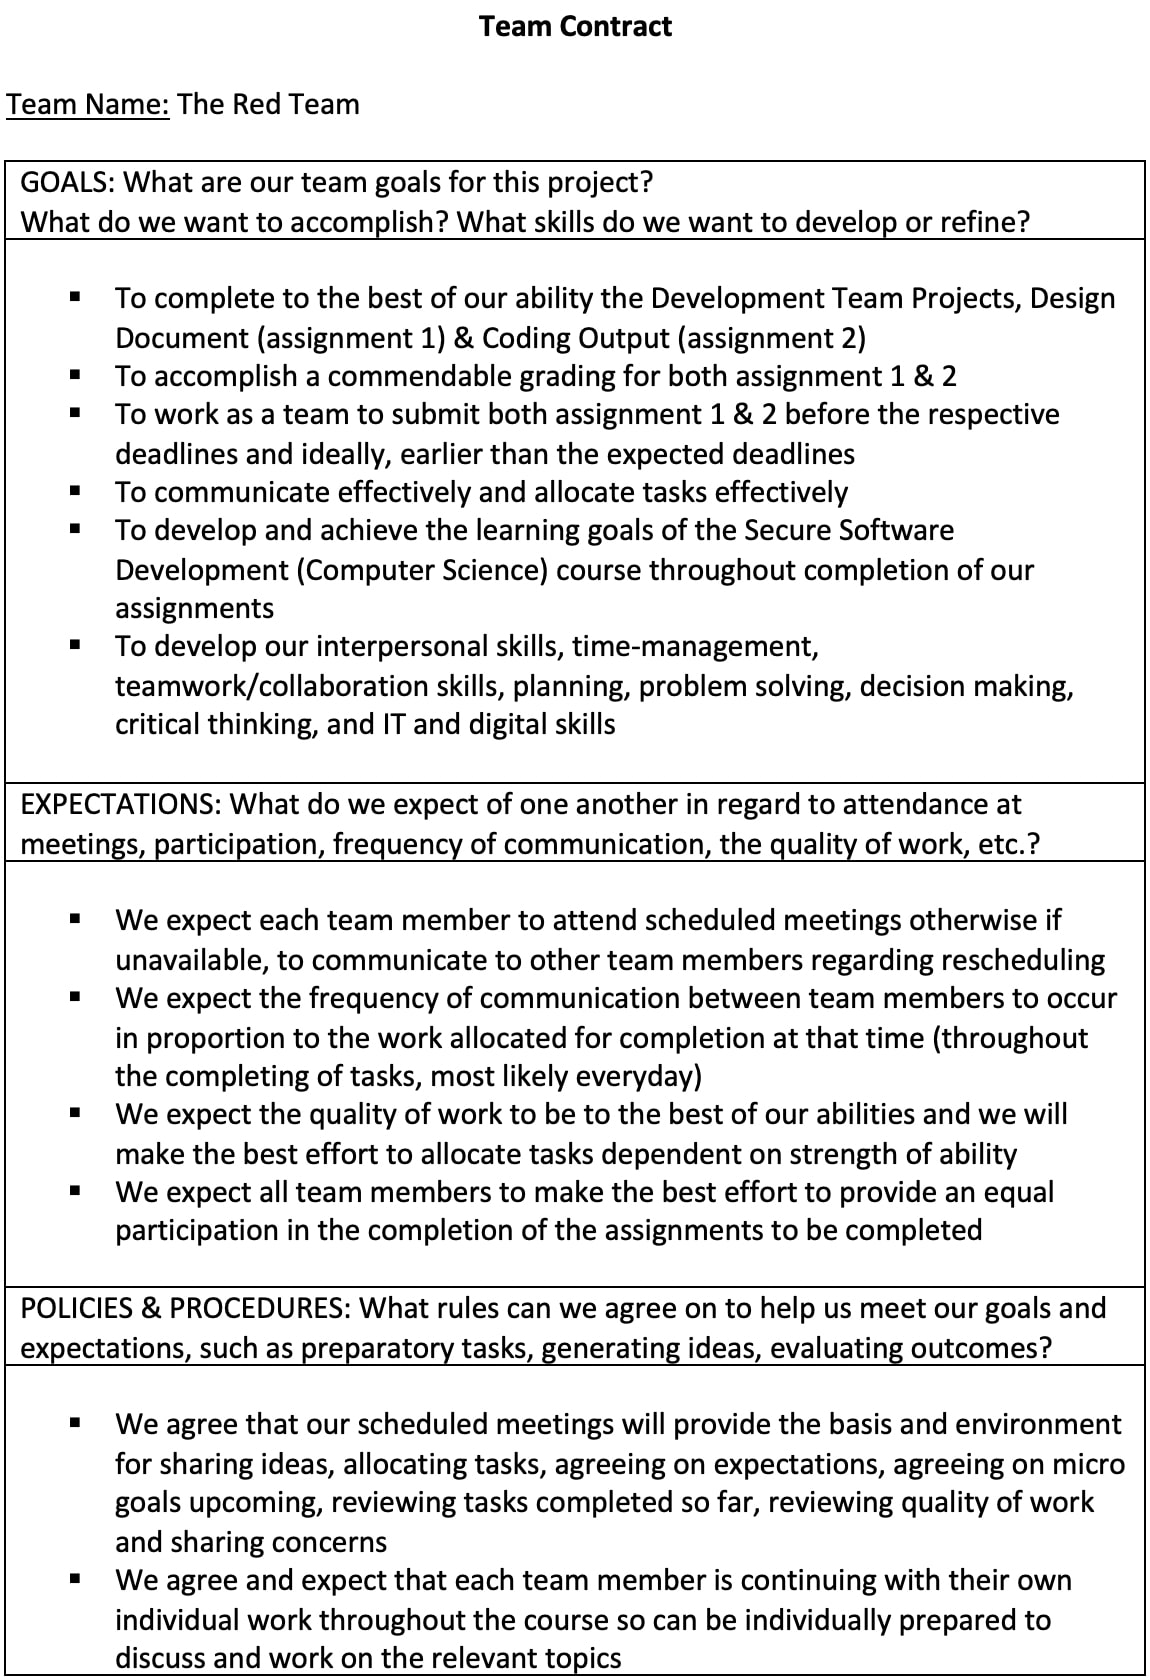 Team Contract
Team Name: The Red Team
GOALS: What are our team goals for this project?
What do we want to accomplish? What skills do we want to develop or refine?
▪ To complete to the best of our ability the Development Team Projects, Design
Document (assignment 1) & Coding Output (assignment 2)
▪ To accomplish a commendable grading for both assignment 1 & 2
▪ To work as a team to submit both assignment 1 & 2 before the respective
deadlines and ideally, earlier than the expected deadlines
▪ To communicate effectively and allocate tasks effectively
▪ To develop and achieve the learning goals of the Secure Software
Development (Computer Science) course throughout completion of our
assignments
▪ To develop our interpersonal skills, time-management,
teamwork/collaboration skills, planning, problem solving, decision making,
critical thinking, and IT and digital skills
EXPECTATIONS: What do we expect of one another in regard to attendance at
meetings, participation, frequency of communication, the quality of work, etc.?
▪ We expect each team member to attend scheduled meetings otherwise if
unavailable, to communicate to other team members regarding rescheduling
▪ We expect the frequency of communication between team members to occur
in proportion to the work allocated for completion at that time (throughout
the completing of tasks, most likely everyday)
▪ We expect the quality of work to be to the best of our abilities and we will
make the best effort to allocate tasks dependent on strength of ability
▪ We expect all team members to make the best effort to provide an equal
participation in the completion of the assignments to be completed
POLICIES & PROCEDURES: What rules can we agree on to help us meet our goals and
expectations, such as preparatory tasks, generating ideas, evaluating outcomes?
▪ We agree that our scheduled meetings will provide the basis and environment
for sharing ideas, allocating tasks, agreeing on expectations, agreeing on micro
goals upcoming, reviewing tasks completed so far, reviewing quality of work
and sharing concerns
▪ We agree and expect that each team member is continuing with their own
individual work throughout the course so can be individually prepared to
discuss and work on the relevant topics